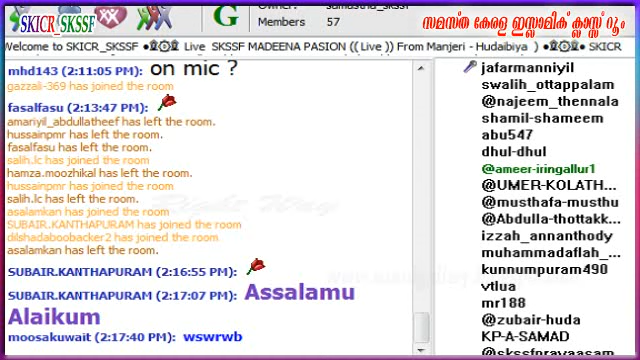 SKICR SKSSF
SKICR
SKSSF
G
Owner:
Members 57
സമസ്ത കേരള ഇസ്ലാമിക് ക്ലാസ്സ് റൂം
Welcome to SKICR_SKSSF
Live SKSSF MADEENA PASION (( Live )) From Manjeri - Hudaibiya
SKICR SKSSF
mhd143 (2:11:05 PM): on mic ?
gazzali-369 has joined the room
fasalfasu (2:13:47 PM):
amariyil_abdullatheef has left the room.
hussainpmr has left the room.
fasalfasu has left the room.
salih.lc has joined the room
hamza.moozhikal has left the room.
hussainpmr has joined the room
salih.lc has left the room.
asalamkan has joined the room
SUBAIR.KANTHAPURAM has joined the room
dilshadaboobacker2 has joined the room
asalamkan has left the room.
SUBAIR.KANTHAPURAM (2:16:55 PM):
SUBAIR.KANTHAPURAM (2:17:07 PM): Assalamu
Alaikum
moosakuwait (2:17:40 PM): wswrwb
Right Way
jafarmanniyil
swalih_ottappalam
@najeem_thennala
shamil-shameem
abu547
dhul-dhul
@ameer-iringallur1
@UMER-KOLATH...
@musthafa-musthu
@Abdulla-thottakk...
izzah_annanthody
muhammadaflah_...
kunnumpuram490
vtlua
mr188
@zubair-huda
KP-A-SAMAD